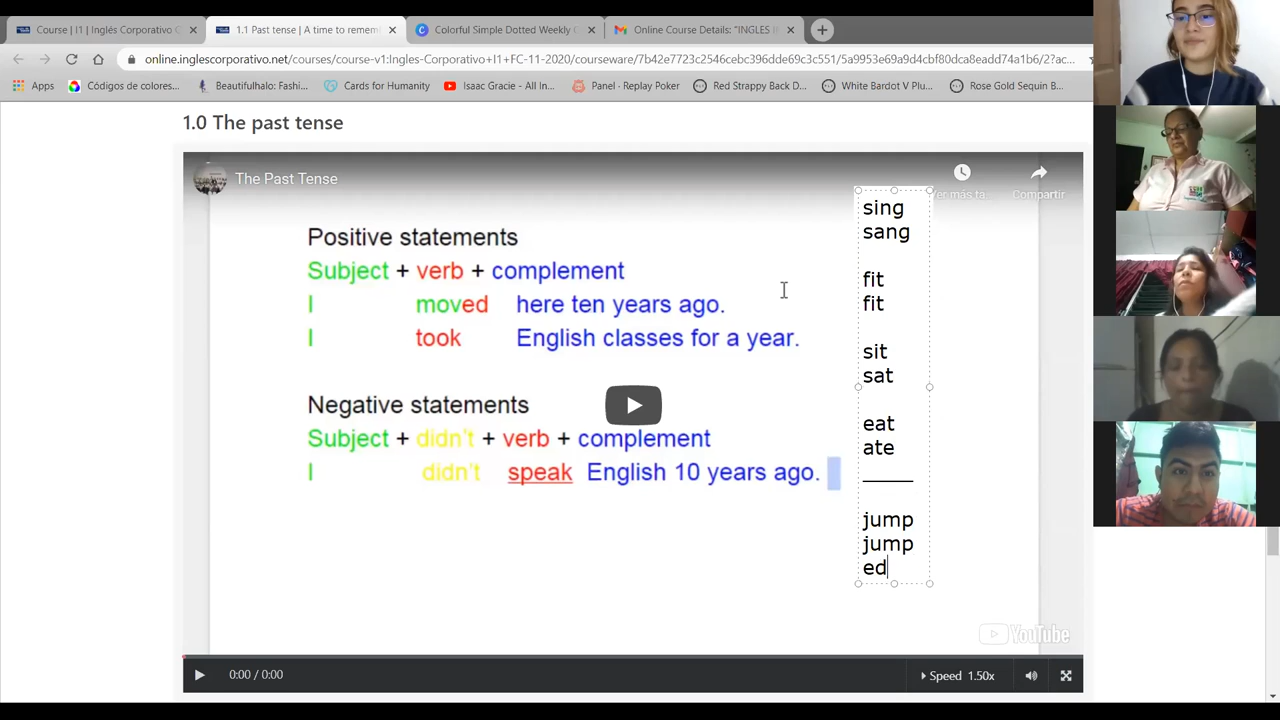 Course | I1 | Inglés Corporativo C
1.1 Past tense | A time to remem
Colorful Simple Dotted Weekly C
Online Course Details: "INGLES I
online.inglescorporativo.net/courses/course-v1:Ingles-Corporativo+I1+FC-11-2020/courseware/7b42e7723c2546cebc396dde69c3c551/5a9953e69a9d4cbf80dca8eadd74a1b6/2?ac...
Apps
Códigos de colores...
Beautifulhalo: Fashi...
Cards for Humanity
Isaac Gracie - All In...
Panel · Replay Poker
Red Strappy Back D...
White Bardot V Plu...
Rose Gold Sequin B...
1.0 The past tense
The Past Tense
Ver más ta...
Compartir
Positive statements
Subject + verb + complement
I moved here ten years ago.
I took English classes for a year.
Negative statements
Subject + didn't + verb + complement
I didn't speak English 10 years ago.
sing
sang
fit
fit
sit
sat
eat
ate
jump
jump
ed
YouTube
0:00 / 0:00
Speed 1.50x